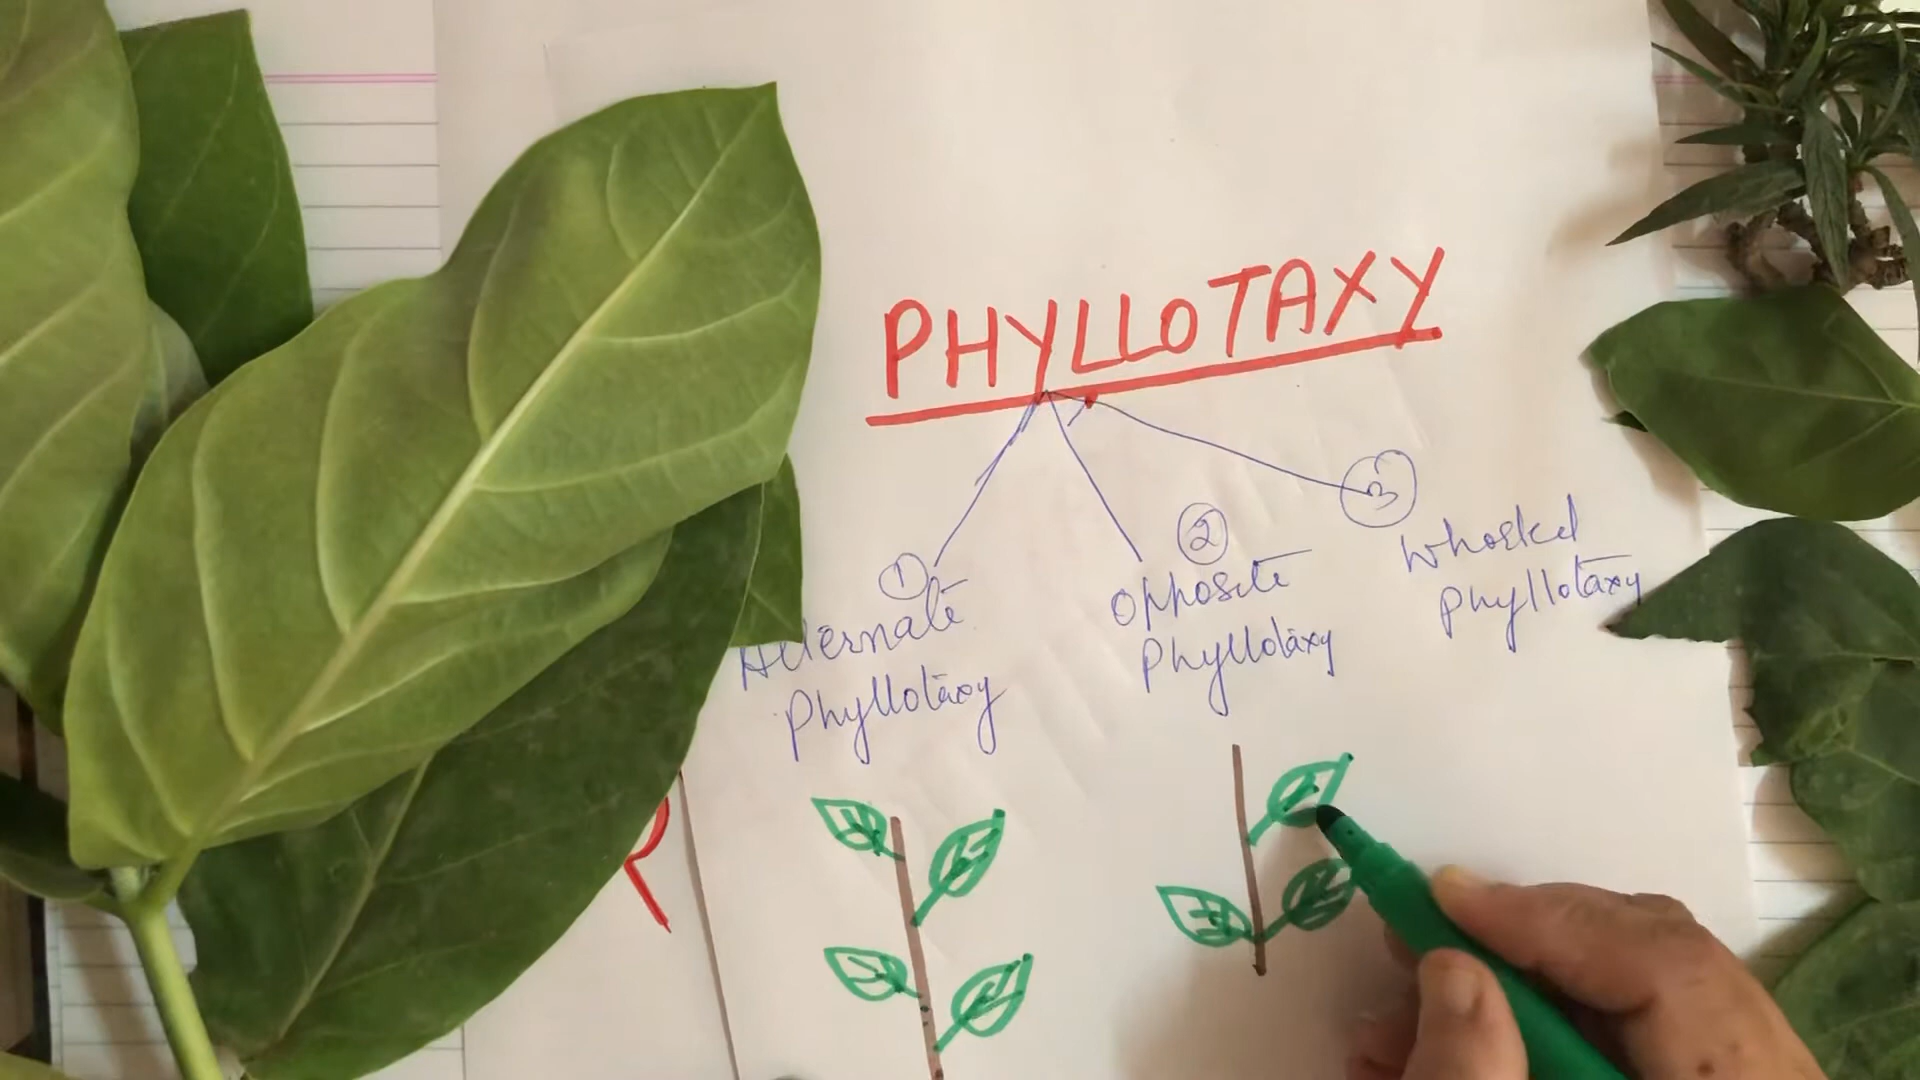 PHYLLOTAXY
①
Alternate
Phyllotaxy
②
Opposite
Phyllotaxy
③
Whorled
Phyllotaxy
R